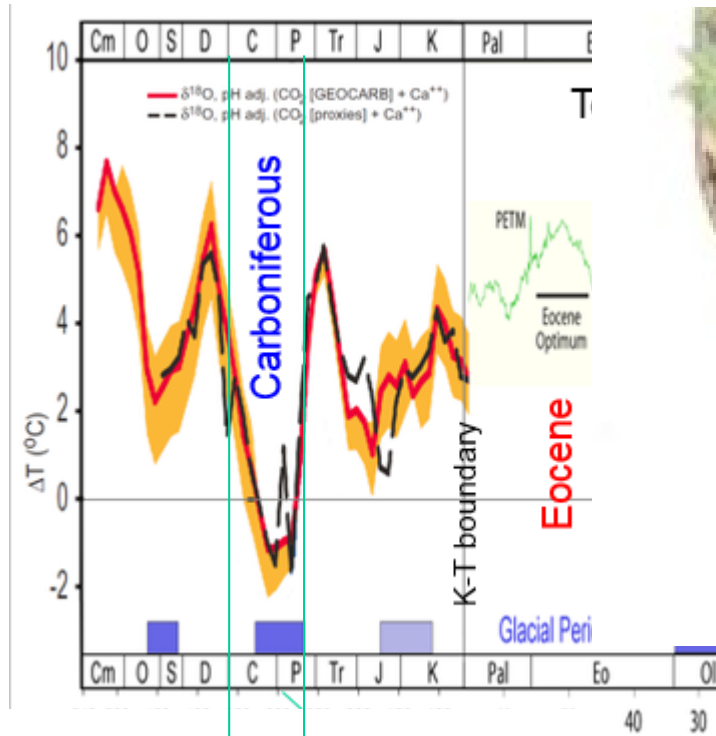 Cm O S D C P Tr J K Pal
10
δ¹⁸O, pH adj. (CO₂ [GEOCARB] + Ca⁺⁺)
δ¹⁸O, pH adj. (CO₂ [proxies] + Ca⁺⁺)
8
6
4
2
0
-2
ΔT (°C)
Carboniferous
PETM
Eocene
Optimum
K-T boundary
Eocene
Glacial Peri
Cm O S D C P Tr J K Pal Eo Ol
40 30